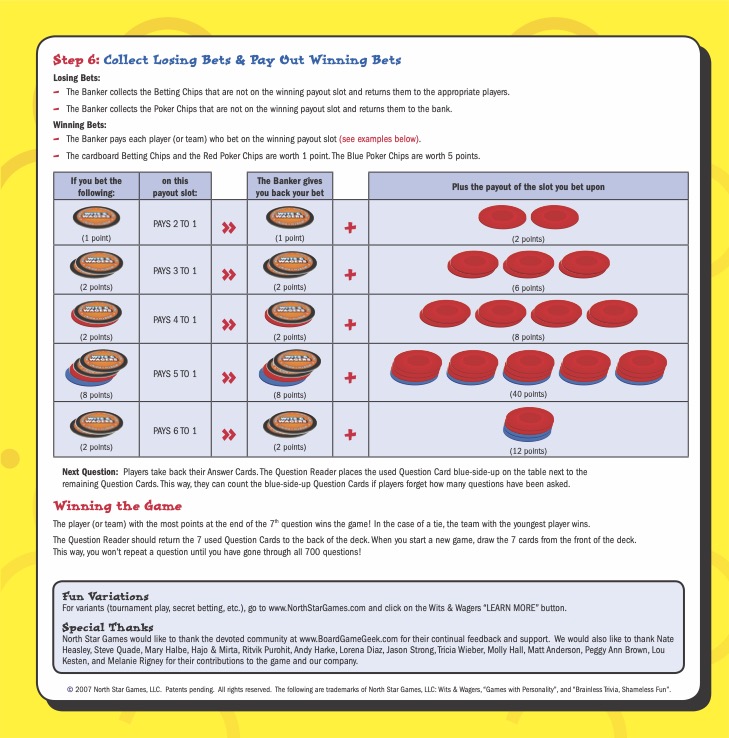 Step 6: Collect Losing Bets & Pay Out Winning Bets
Losing Bets:
– The Banker collects the Betting Chips that are not on the winning payout slot and returns them to the appropriate players.
– The Banker collects the Poker Chips that are not on the winning payout slot and returns them to the bank.
Winning Bets:
– The Banker pays each player (or team) who bet on the winning payout slot (see examples below).
– The cardboard Betting Chips and the Red Poker Chips are worth 1 point. The Blue Poker Chips are worth 5 points.
If you bet the following:
on this payout slot:
The Banker gives you back your bet
Plus the payout of the slot you bet upon
(1 point) PAYS 2 TO 1 » (1 point) + (2 points)
(2 points) PAYS 3 TO 1 » (2 points) + (6 points)
(2 points) PAYS 4 TO 1 » (2 points) + (8 points)
(8 points) PAYS 5 TO 1 » (8 points) + (40 points)
(2 points) PAYS 6 TO 1 » (2 points) + (12 points)
Next Question: Players take back their Answer Cards. The Question Reader places the used Question Card blue-side-up on the table next to the
remaining Question Cards. This way, they can count the blue-side-up Question Cards if players forget how many questions have been asked.
Winning the Game
The player (or team) with the most points at the end of the 7th question wins the game! In the case of a tie, the team with the youngest player wins.
The Question Reader should return the 7 used Question Cards to the back of the deck. When you start a new game, draw the 7 cards from the front of the deck.
This way, you won't repeat a question until you have gone through all 700 questions!
Fun Variations
For variants (tournament play, secret betting, etc.), go to www.NorthStarGames.com and click on the Wits & Wagers "LEARN MORE" button.
Special Thanks
North Star Games would like to thank the devoted community at www.BoardGameGeek.com for their continual feedback and support. We would also like to thank Nate
Heasley, Steve Quade, Mary Halbe, Hajo & Mirta, Ritvik Purohit, Andy Harke, Lorena Diaz, Jason Strong, Tricia Wieber, Molly Hall, Matt Anderson, Peggy Ann Brown, Lou
Kesten, and Melanie Rigney for their contributions to the game and our company.
© 2007 North Star Games, LLC. Patents pending. All rights reserved. The following are trademarks of North Star Games, LLC: Wits & Wagers, "Games with Personality", and "Brainless Trivia, Shameless Fun".